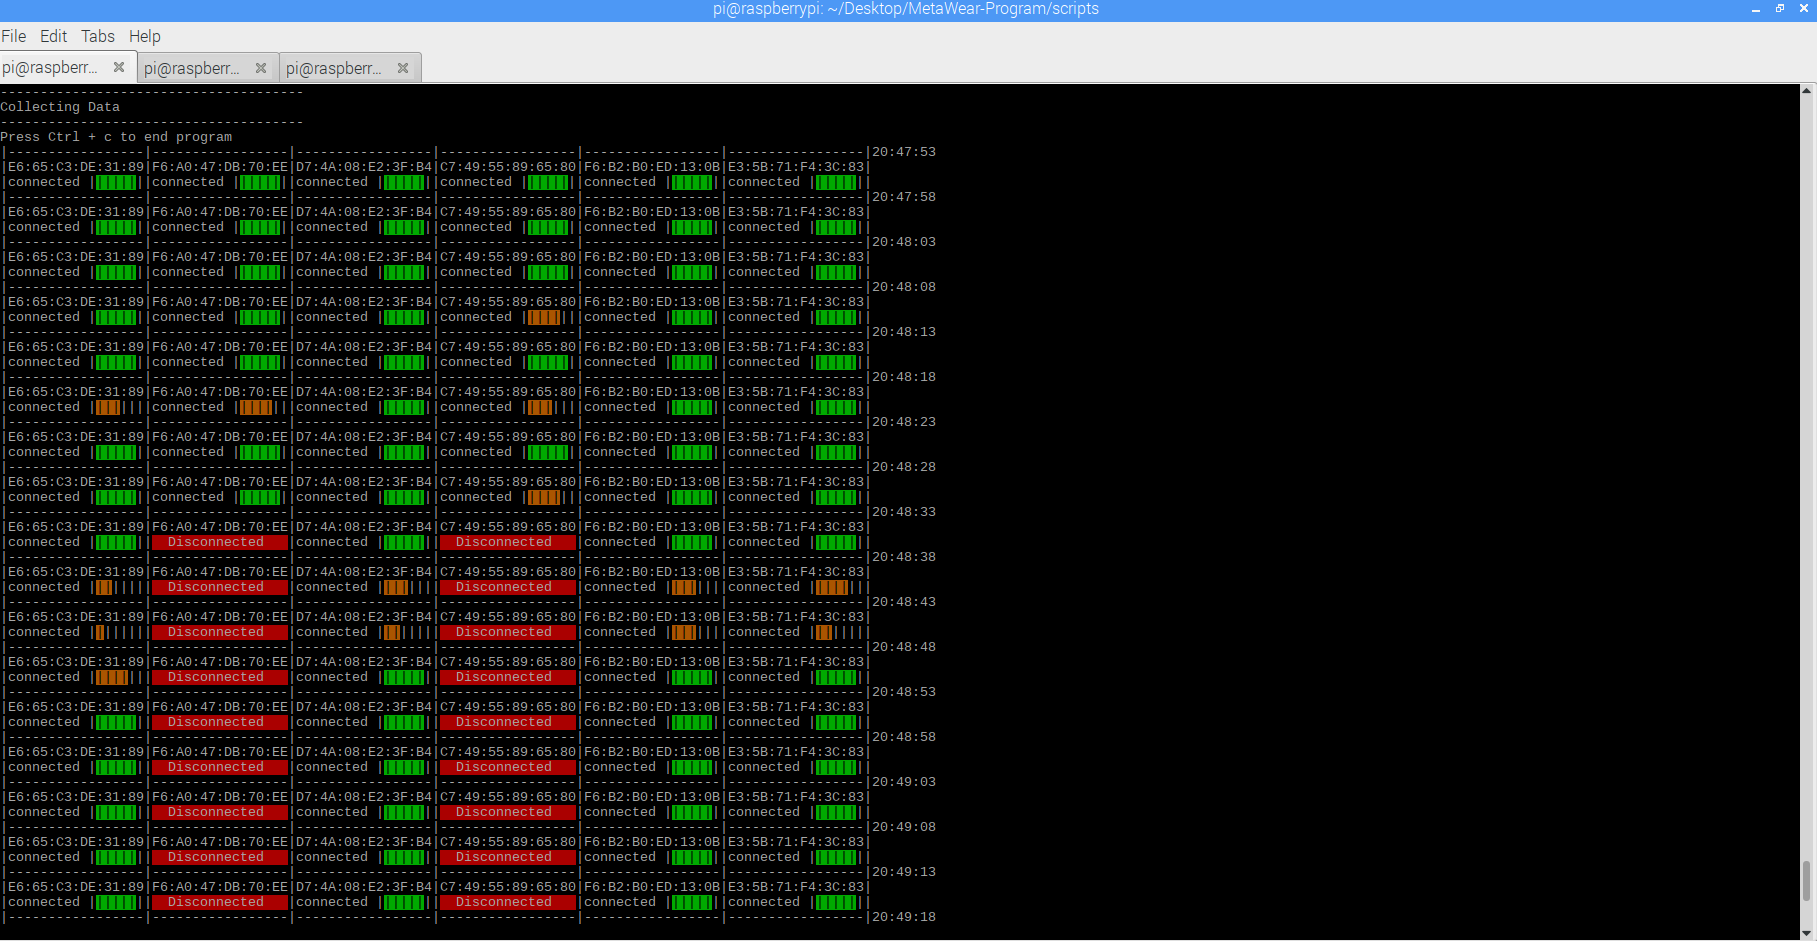 pi@raspberrypi: ~/Desktop/MetaWear-Program/scripts
File Edit Tabs Help
pi@raspberr... pi@raspberr... pi@raspberr...
--------------------------------------
Collecting Data
--------------------------------------
Press Ctrl + c to end program
|-----------------|-----------------|-----------------|-----------------|-----------------|-----------------|20:47:53
|E6:65:C3:DE:31:89|F6:A0:47:DB:70:EE|D7:4A:08:E2:3F:B4|C7:49:55:89:65:80|F6:B2:B0:ED:13:0B|E3:5B:71:F4:3C:83|
|connected |||||||connected |||||||connected |||||||connected |||||||connected |||||||connected |||||||
|-----------------|-----------------|-----------------|-----------------|-----------------|-----------------|20:47:58
|E6:65:C3:DE:31:89|F6:A0:47:DB:70:EE|D7:4A:08:E2:3F:B4|C7:49:55:89:65:80|F6:B2:B0:ED:13:0B|E3:5B:71:F4:3C:83|
|connected |||||||connected |||||||connected |||||||connected |||||||connected |||||||connected |||||||
|-----------------|-----------------|-----------------|-----------------|-----------------|-----------------|20:48:03
|E6:65:C3:DE:31:89|F6:A0:47:DB:70:EE|D7:4A:08:E2:3F:B4|C7:49:55:89:65:80|F6:B2:B0:ED:13:0B|E3:5B:71:F4:3C:83|
|connected |||||||connected |||||||connected |||||||connected |||||||connected |||||||connected |||||||
|-----------------|-----------------|-----------------|-----------------|-----------------|-----------------|20:48:08
|E6:65:C3:DE:31:89|F6:A0:47:DB:70:EE|D7:4A:08:E2:3F:B4|C7:49:55:89:65:80|F6:B2:B0:ED:13:0B|E3:5B:71:F4:3C:83|
|connected |||||||connected |||||||connected |||||||connected |||||||connected |||||||connected |||||||
|-----------------|-----------------|-----------------|-----------------|-----------------|-----------------|20:48:13
|E6:65:C3:DE:31:89|F6:A0:47:DB:70:EE|D7:4A:08:E2:3F:B4|C7:49:55:89:65:80|F6:B2:B0:ED:13:0B|E3:5B:71:F4:3C:83|
|connected |||||||connected |||||||connected |||||||connected |||||||connected |||||||connected |||||||
|-----------------|-----------------|-----------------|-----------------|-----------------|-----------------|20:48:18
|E6:65:C3:DE:31:89|F6:A0:47:DB:70:EE|D7:4A:08:E2:3F:B4|C7:49:55:89:65:80|F6:B2:B0:ED:13:0B|E3:5B:71:F4:3C:83|
|connected |||||||connected |||||||connected |||||||connected |||||||connected |||||||connected |||||||
|-----------------|-----------------|-----------------|-----------------|-----------------|-----------------|20:48:23
|E6:65:C3:DE:31:89|F6:A0:47:DB:70:EE|D7:4A:08:E2:3F:B4|C7:49:55:89:65:80|F6:B2:B0:ED:13:0B|E3:5B:71:F4:3C:83|
|connected |||||||connected |||||||connected |||||||connected |||||||connected |||||||connected |||||||
|-----------------|-----------------|-----------------|-----------------|-----------------|-----------------|20:48:28
|E6:65:C3:DE:31:89|F6:A0:47:DB:70:EE|D7:4A:08:E2:3F:B4|C7:49:55:89:65:80|F6:B2:B0:ED:13:0B|E3:5B:71:F4:3C:83|
|connected |||||||connected |||||||connected |||||||connected |||||||connected |||||||connected |||||||
|-----------------|-----------------|-----------------|-----------------|-----------------|-----------------|20:48:33
|E6:65:C3:DE:31:89|F6:A0:47:DB:70:EE|D7:4A:08:E2:3F:B4|C7:49:55:89:65:80|F6:B2:B0:ED:13:0B|E3:5B:71:F4:3C:83|
|connected |||||||  Disconnected   |connected |||||||  Disconnected   |connected |||||||connected |||||||
|-----------------|-----------------|-----------------|-----------------|-----------------|-----------------|20:48:38
|E6:65:C3:DE:31:89|F6:A0:47:DB:70:EE|D7:4A:08:E2:3F:B4|C7:49:55:89:65:80|F6:B2:B0:ED:13:0B|E3:5B:71:F4:3C:83|
|connected |||||||  Disconnected   |connected |||||||  Disconnected   |connected |||||||connected |||||||
|-----------------|-----------------|-----------------|-----------------|-----------------|-----------------|20:48:43
|E6:65:C3:DE:31:89|F6:A0:47:DB:70:EE|D7:4A:08:E2:3F:B4|C7:49:55:89:65:80|F6:B2:B0:ED:13:0B|E3:5B:71:F4:3C:83|
|connected |||||||  Disconnected   |connected |||||||  Disconnected   |connected |||||||connected |||||||
|-----------------|-----------------|-----------------|-----------------|-----------------|-----------------|20:48:48
|E6:65:C3:DE:31:89|F6:A0:47:DB:70:EE|D7:4A:08:E2:3F:B4|C7:49:55:89:65:80|F6:B2:B0:ED:13:0B|E3:5B:71:F4:3C:83|
|connected |||||||  Disconnected   |connected |||||||  Disconnected   |connected |||||||connected |||||||
|-----------------|-----------------|-----------------|-----------------|-----------------|-----------------|20:48:53
|E6:65:C3:DE:31:89|F6:A0:47:DB:70:EE|D7:4A:08:E2:3F:B4|C7:49:55:89:65:80|F6:B2:B0:ED:13:0B|E3:5B:71:F4:3C:83|
|connected |||||||  Disconnected   |connected |||||||  Disconnected   |connected |||||||connected |||||||
|-----------------|-----------------|-----------------|-----------------|-----------------|-----------------|20:48:58
|E6:65:C3:DE:31:89|F6:A0:47:DB:70:EE|D7:4A:08:E2:3F:B4|C7:49:55:89:65:80|F6:B2:B0:ED:13:0B|E3:5B:71:F4:3C:83|
|connected |||||||  Disconnected   |connected |||||||  Disconnected   |connected |||||||connected |||||||
|-----------------|-----------------|-----------------|-----------------|-----------------|-----------------|20:49:03
|E6:65:C3:DE:31:89|F6:A0:47:DB:70:EE|D7:4A:08:E2:3F:B4|C7:49:55:89:65:80|F6:B2:B0:ED:13:0B|E3:5B:71:F4:3C:83|
|connected |||||||  Disconnected   |connected |||||||  Disconnected   |connected |||||||connected |||||||
|-----------------|-----------------|-----------------|-----------------|-----------------|-----------------|20:49:08
|E6:65:C3:DE:31:89|F6:A0:47:DB:70:EE|D7:4A:08:E2:3F:B4|C7:49:55:89:65:80|F6:B2:B0:ED:13:0B|E3:5B:71:F4:3C:83|
|connected |||||||  Disconnected   |connected |||||||  Disconnected   |connected |||||||connected |||||||
|-----------------|-----------------|-----------------|-----------------|-----------------|-----------------|20:49:13
|E6:65:C3:DE:31:89|F6:A0:47:DB:70:EE|D7:4A:08:E2:3F:B4|C7:49:55:89:65:80|F6:B2:B0:ED:13:0B|E3:5B:71:F4:3C:83|
|connected |||||||  Disconnected   |connected |||||||  Disconnected   |connected |||||||connected |||||||
|-----------------|-----------------|-----------------|-----------------|-----------------|-----------------|20:49:18